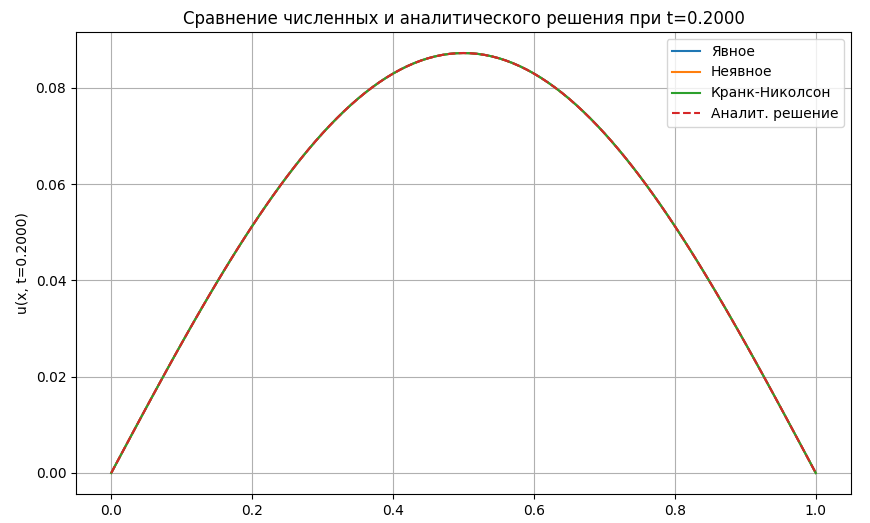 Сравнение численных и аналитического решения при t=0.2000
Явное
Неявное
Кранк-Николсон
Аналит. решение
u(x, t=0.2000)
0.08
0.06
0.04
0.02
0.00
0.0 0.2 0.4 0.6 0.8 1.0